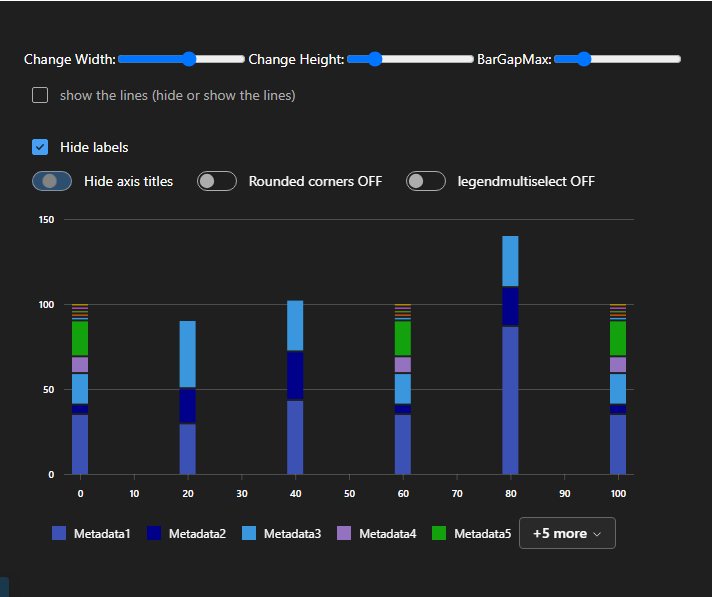 Change Width: Change Height: BarGapMax:
show the lines (hide or show the lines)
Hide labels
Hide axis titles Rounded corners OFF legendmultiselect OFF
150
100
50
0
0 10 20 30 40 50 60 70 80 90 100
Metadata1 Metadata2 Metadata3 Metadata4 Metadata5 +5 more